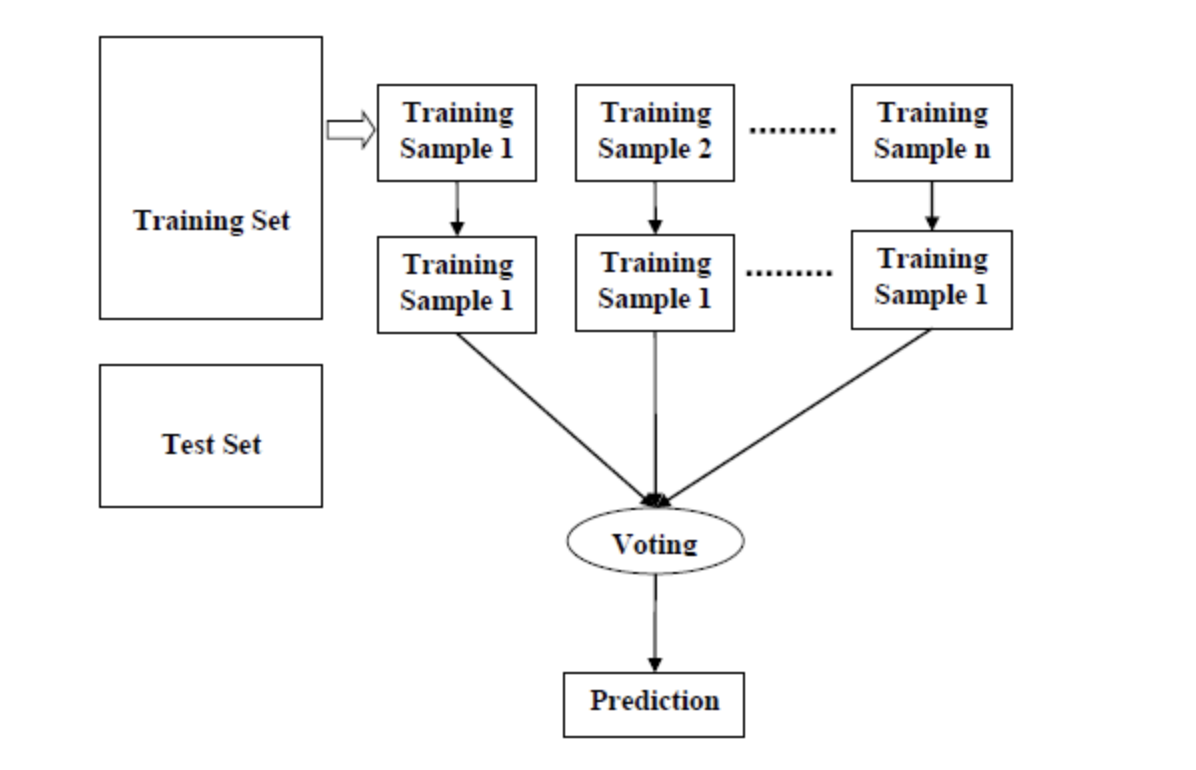 Training Set
Training
Sample 1
Training
Sample 2
.........
Training
Sample n
Training
Sample 1
Training
Sample 1
.........
Training
Sample 1
Test Set
Voting
Prediction